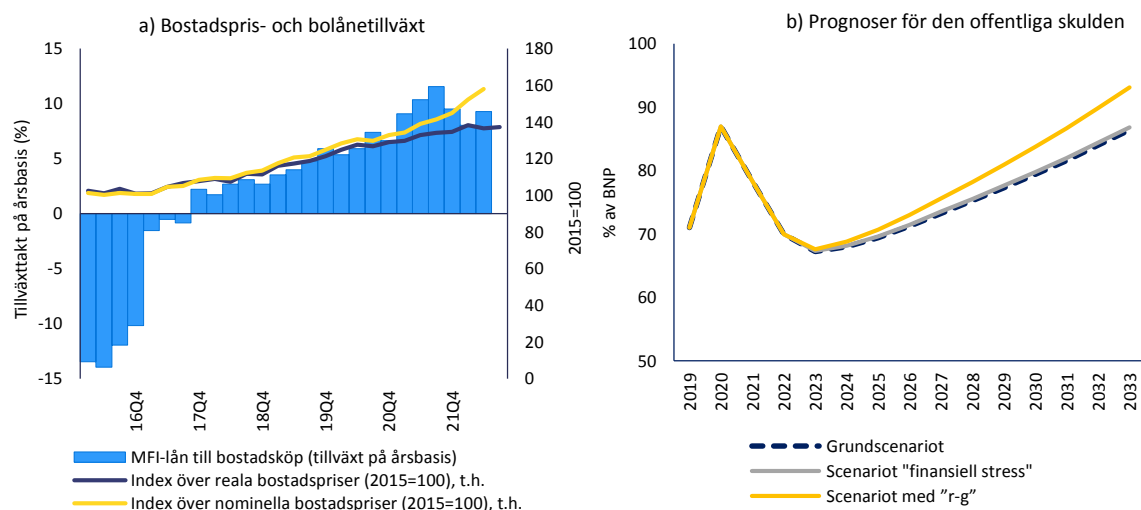 a) Bostadspris- och bolånetillväxt
15
10
5
0
-5
-10
-15
Tillväxttakt på årsbasis (%)
180
160
140
120
100
80
60
40
20
0
2015=100
16Q4
17Q4
18Q4
19Q4
20Q4
21Q4
MFI-lån till bostadsköp (tillväxt på årsbasis)
Index över reala bostadspriser (2015=100), t.h.
Index över nominella bostadspriser (2015=100), t.h.
b) Prognoser för den offentliga skulden
100
90
80
70
60
50
% av BNP
2019
2020
2021
2022
2023
2024
2025
2026
2027
2028
2029
2030
2031
2032
2033
Grundscenariot
Scenariot "finansiell stress"
Scenariot med ”r-g”